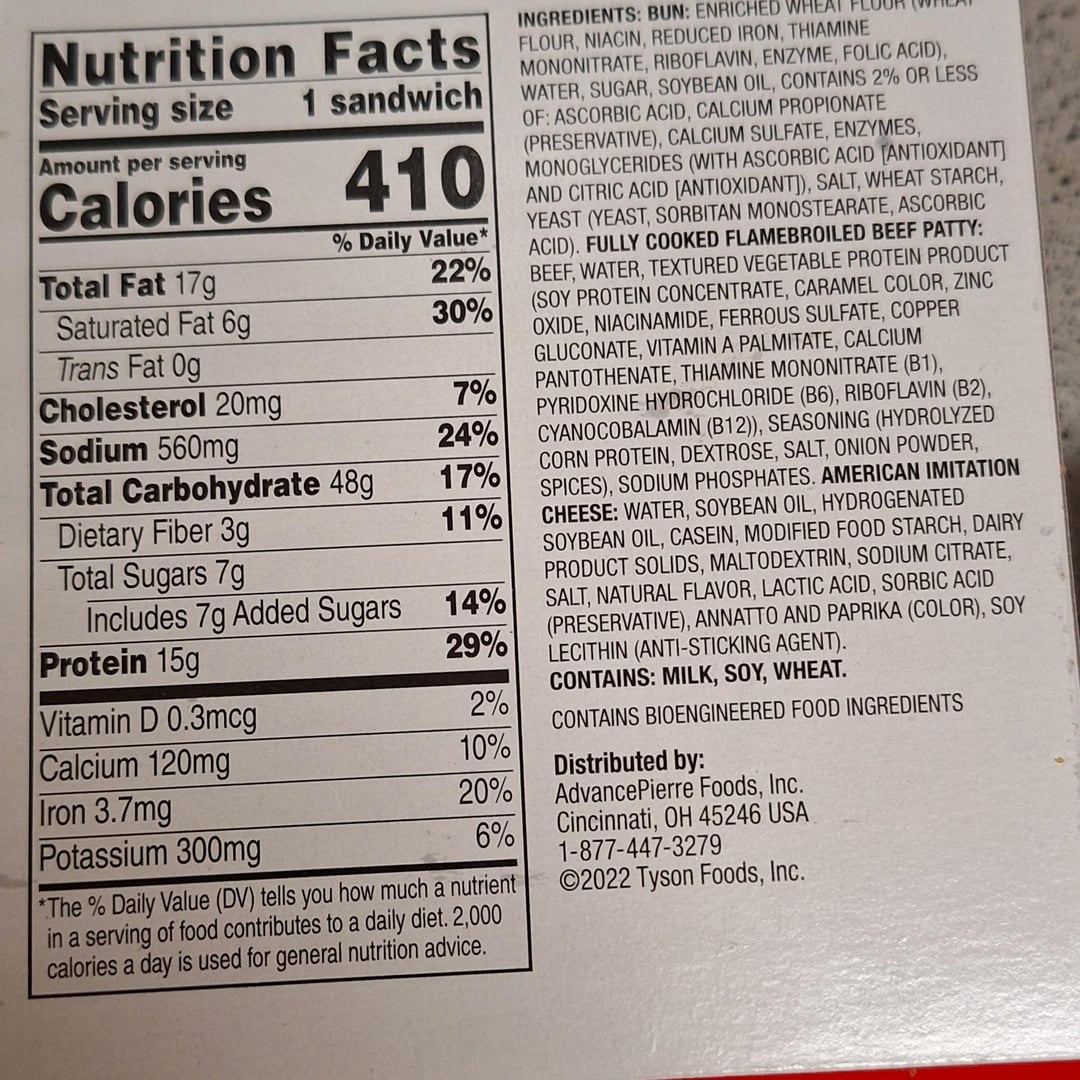 Nutrition Facts
Serving size 1 sandwich
Amount per serving
Calories 410
% Daily Value*
Total Fat 17g 22%
Saturated Fat 6g 30%
Trans Fat 0g
Cholesterol 20mg 7%
Sodium 560mg 24%
Total Carbohydrate 48g 17%
Dietary Fiber 3g 11%
Total Sugars 7g
Includes 7g Added Sugars 14%
Protein 15g 29%
Vitamin D 0.3mcg 2%
Calcium 120mg 10%
Iron 3.7mg 20%
Potassium 300mg 6%
*The % Daily Value (DV) tells you how much a nutrient
in a serving of food contributes to a daily diet. 2,000
calories a day is used for general nutrition advice.
INGREDIENTS: BUN: ENRICHED WHEAT FLOUR (WHEAT
FLOUR, NIACIN, REDUCED IRON, THIAMINE
MONONITRATE, RIBOFLAVIN, ENZYME, FOLIC ACID),
WATER, SUGAR, SOYBEAN OIL, CONTAINS 2% OR LESS
OF: ASCORBIC ACID, CALCIUM PROPIONATE
(PRESERVATIVE), CALCIUM SULFATE, ENZYMES,
MONOGLYCERIDES (WITH ASCORBIC ACID [ANTIOXIDANT]
AND CITRIC ACID [ANTIOXIDANT]), SALT, WHEAT STARCH,
YEAST (YEAST, SORBITAN MONOSTEARATE, ASCORBIC
ACID). FULLY COOKED FLAMEBROILED BEEF PATTY:
BEEF, WATER, TEXTURED VEGETABLE PROTEIN PRODUCT
(SOY PROTEIN CONCENTRATE, CARAMEL COLOR, ZINC
OXIDE, NIACINAMIDE, FERROUS SULFATE, COPPER
GLUCONATE, VITAMIN A PALMITATE, CALCIUM
PANTOTHENATE, THIAMINE MONONITRATE (B1),
PYRIDOXINE HYDROCHLORIDE (B6), RIBOFLAVIN (B2),
CYANOCOBALAMIN (B12)), SEASONING (HYDROLYZED
CORN PROTEIN, DEXTROSE, SALT, ONION POWDER,
SPICES), SODIUM PHOSPHATES. AMERICAN IMITATION
CHEESE: WATER, SOYBEAN OIL, HYDROGENATED
SOYBEAN OIL, CASEIN, MODIFIED FOOD STARCH, DAIRY
PRODUCT SOLIDS, MALTODEXTRIN, SODIUM CITRATE,
SALT, NATURAL FLAVOR, LACTIC ACID, SORBIC ACID
(PRESERVATIVE), ANNATTO AND PAPRIKA (COLOR), SOY
LECITHIN (ANTI-STICKING AGENT).
CONTAINS: MILK, SOY, WHEAT.
CONTAINS BIOENGINEERED FOOD INGREDIENTS
Distributed by:
AdvancePierre Foods, Inc.
Cincinnati, OH 45246 USA
1-877-447-3279
©2022 Tyson Foods, Inc.